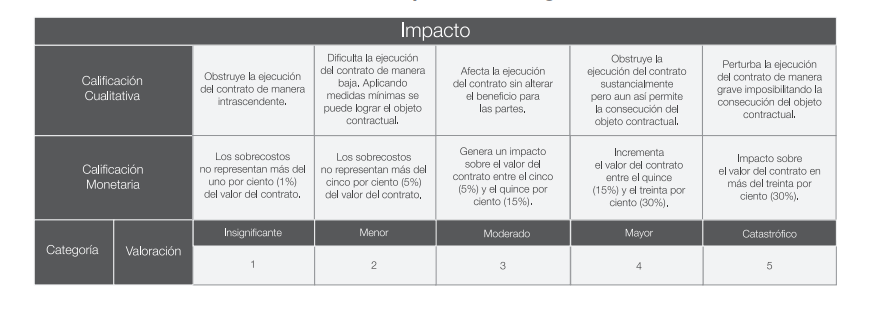 Impacto
Calificación
Cualitativa
Obstruye la ejecución
del contrato de manera
intrascendente.
Dificulta la ejecución
del contrato de manera
baja. Aplicando
medidas mínimas se
puede lograr el objeto
contractual.
Afecta la ejecución
del contrato sin alterar
el beneficio para
las partes.
Obstruye la
ejecución del contrato
sustancialmente
pero aun así permite
la consecución del
objeto contractual.
Perturba la ejecución
del contrato de manera
grave imposibilitando la
consecución del objeto
contractual.
Calificación
Monetaria
Los sobrecostos
no representan más del
uno por ciento (1%)
del valor del contrato.
Los sobrecostos
no representan más del
cinco por ciento (5%)
del valor del contrato.
Genera un impacto
sobre el valor del
contrato entre el cinco
(5%) y el quince por
ciento (15%).
Incrementa
el valor del contrato
entre el quince
(15%) y el treinta por
ciento (30%).
Impacto sobre
el valor del contrato en
más del treinta por
ciento (30%).
Categoría
Valoración
Insignificante
Menor
Moderado
Mayor
Catastrófico
1
2
3
4
5